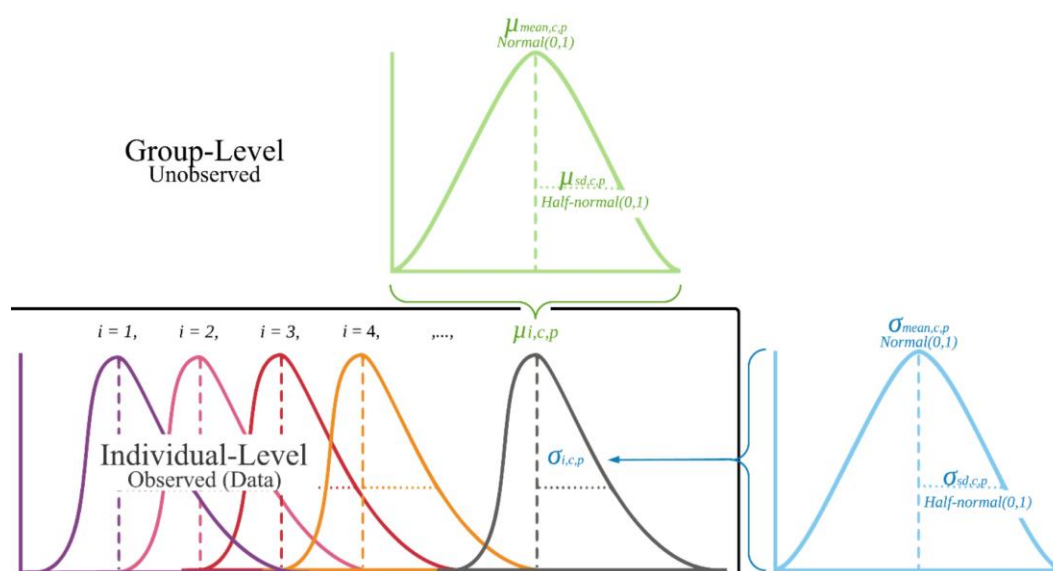 μmean,c,p
Normal(0,1)
Group-Level
Unobserved
μsd,c,p
Half-normal(0,1)
i = 1, i = 2, i = 3, i = 4, ,..., μi,c,p
σmean,c,p
Normal(0,1)
Individual-Level
Observed (Data)
σi,c,p
σsd,c,p
Half-normal(0,1)